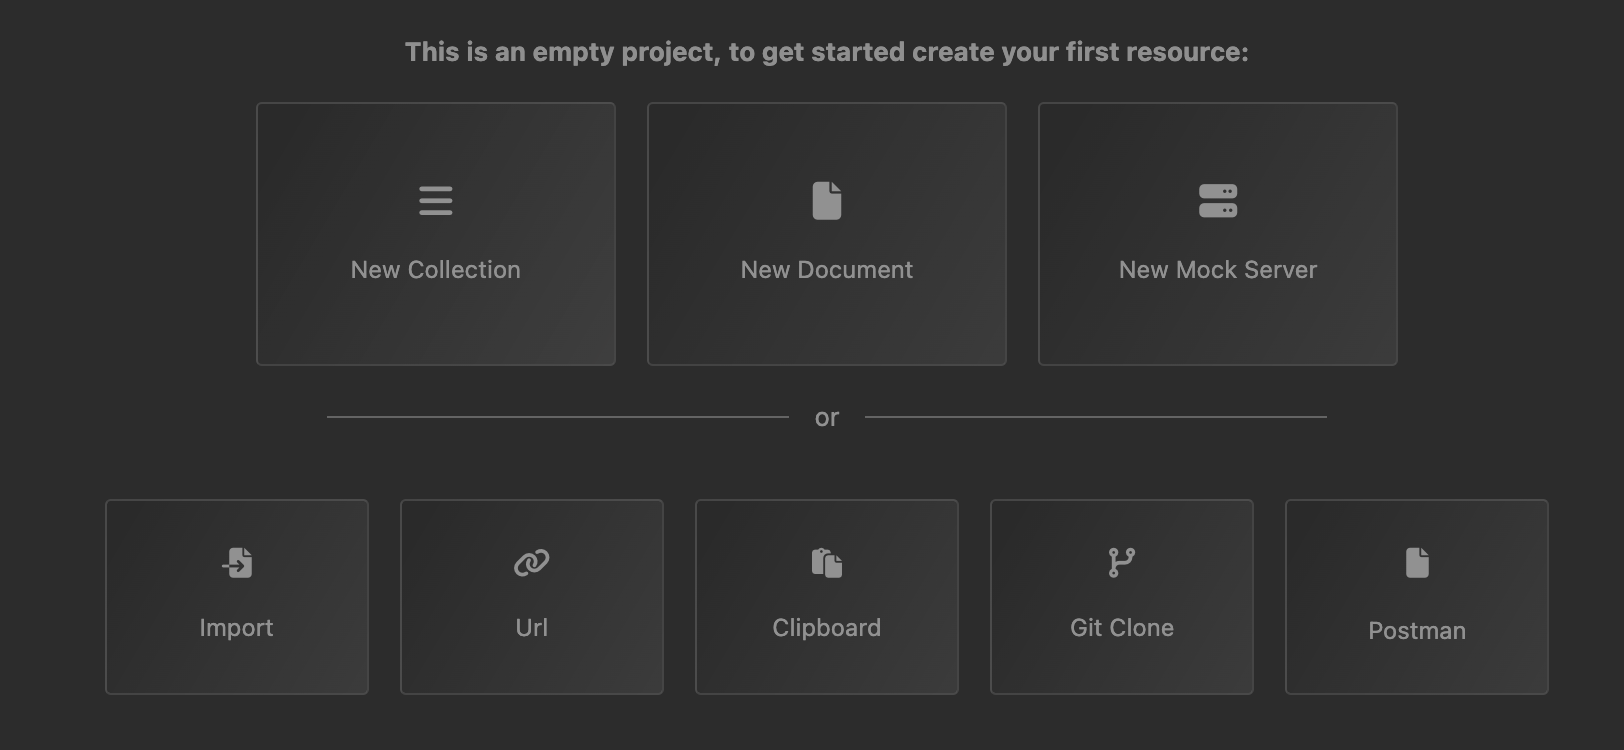 This is an empty project, to get started create your first resource:
New Collection
New Document
New Mock Server
or
Import
Url
Clipboard
Git Clone
Postman